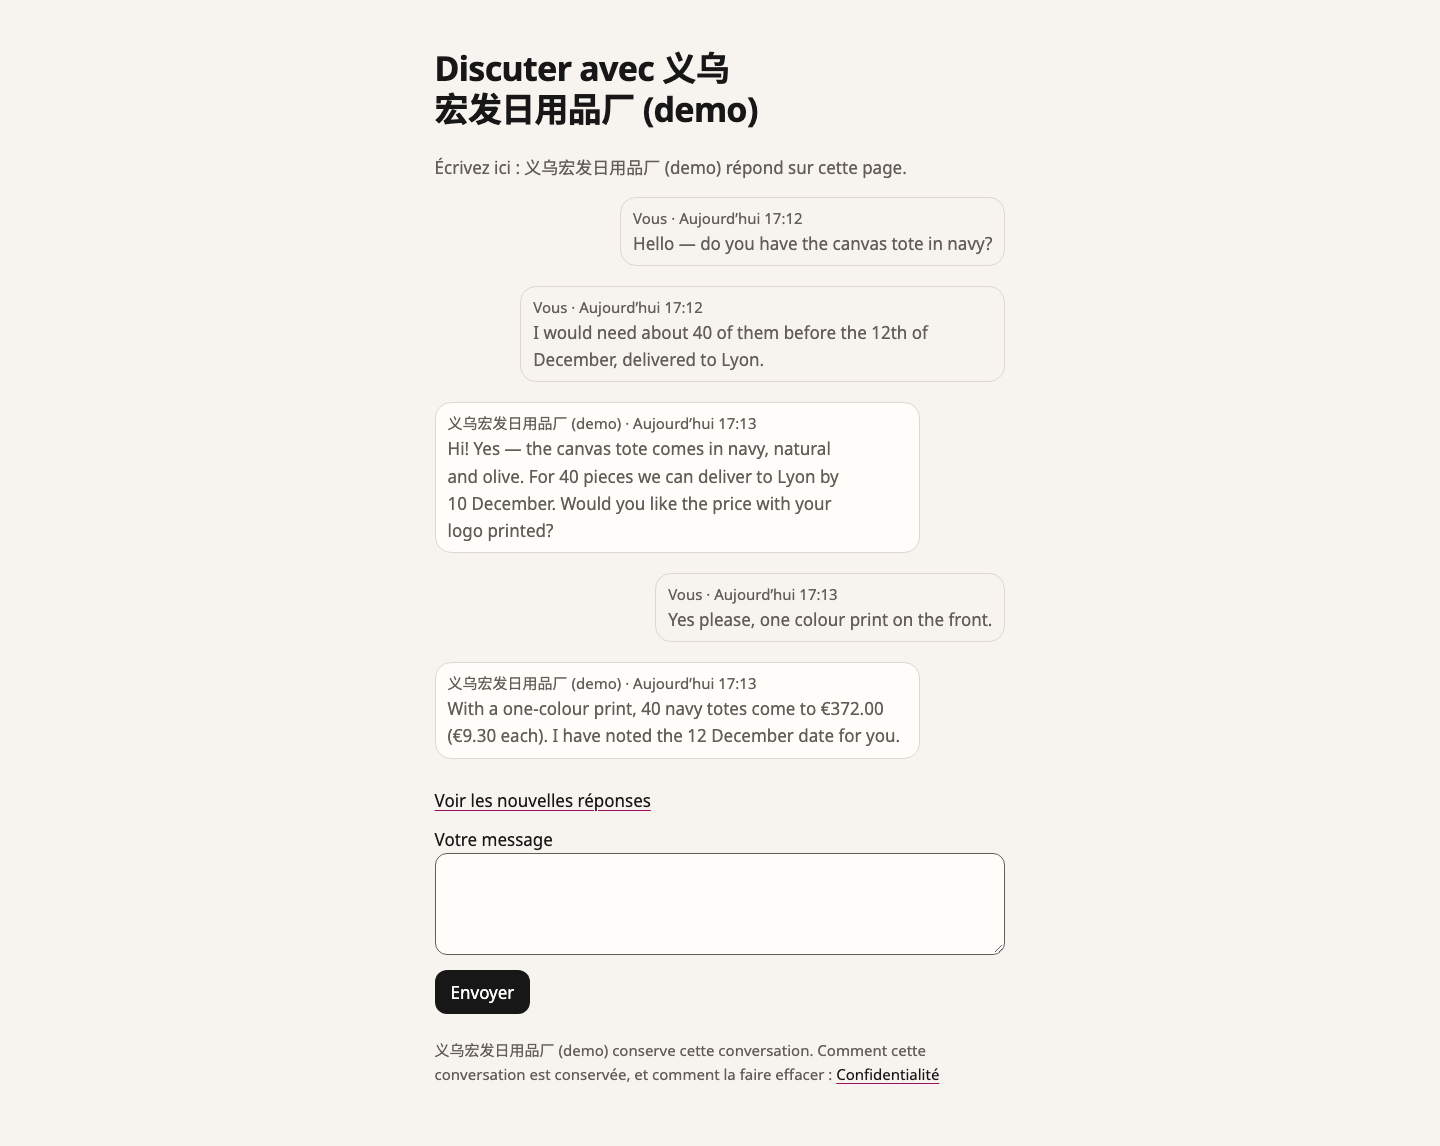 Discuter avec 义乌
宏发日用品厂 (demo)
Écrivez ici : 义乌宏发日用品厂 (demo) répond sur cette page.
Vous · Aujourd’hui 17:12
Hello — do you have the canvas tote in navy?
Vous · Aujourd’hui 17:12
I would need about 40 of them before the 12th of
December, delivered to Lyon.
义乌宏发日用品厂 (demo) · Aujourd’hui 17:13
Hi! Yes — the canvas tote comes in navy, natural
and olive. For 40 pieces we can deliver to Lyon by
10 December. Would you like the price with your
logo printed?
Vous · Aujourd’hui 17:13
Yes please, one colour print on the front.
义乌宏发日用品厂 (demo) · Aujourd’hui 17:13
With a one-colour print, 40 navy totes come to €372.00
(€9.30 each). I have noted the 12 December date for you.
Voir les nouvelles réponses
Votre message
Envoyer
义乌宏发日用品厂 (demo) conserve cette conversation. Comment cette
conversation est conservée, et comment la faire effacer : Confidentialité